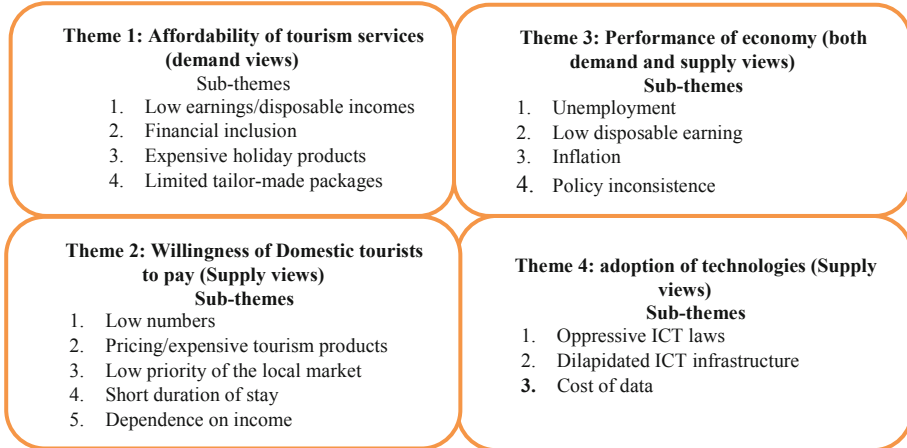 Theme 1: Affordability of tourism services
(demand views)
Sub-themes
1. Low earnings/disposable incomes
2. Financial inclusion
3. Expensive holiday products
4. Limited tailor-made packages
Theme 2: Willingness of Domestic tourists
to pay (Supply views)
Sub-themes
1. Low numbers
2. Pricing/expensive tourism products
3. Low priority of the local market
4. Short duration of stay
5. Dependence on income
Theme 3: Performance of economy (both
demand and supply views)
Sub-themes
1. Unemployment
2. Low disposable earning
3. Inflation
4. Policy inconsistence
Theme 4: adoption of technologies (Supply
views)
Sub-themes
1. Oppressive ICT laws
2. Dilapidated ICT infrastructure
3. Cost of data